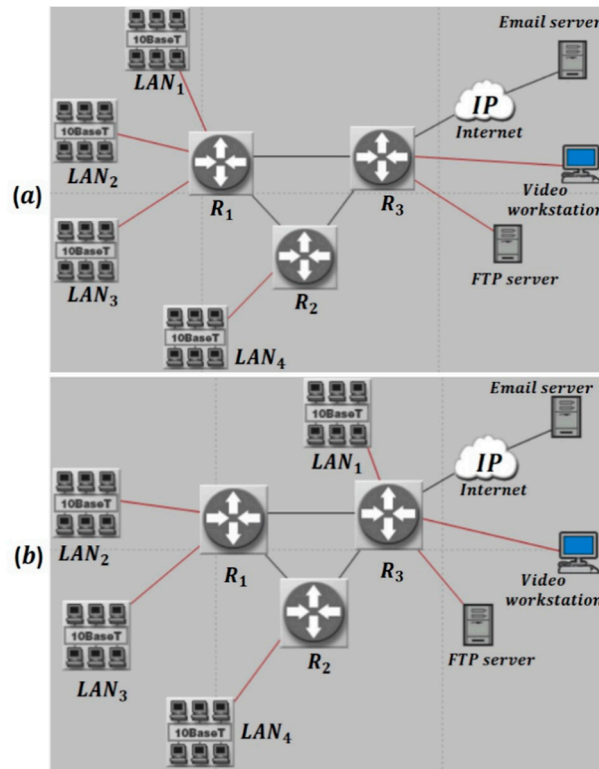 (a)
10BaseT
LAN1
10BaseT
LAN2
10BaseT
LAN3
10BaseT
LAN4
R1
R2
R3
Email server
IP
Internet
Video
workstation
FTP server
(b)
10BaseT
LAN1
10BaseT
LAN2
10BaseT
LAN3
10BaseT
LAN4
R1
R2
R3
Email server
IP
Internet
Video
workstation
FTP server